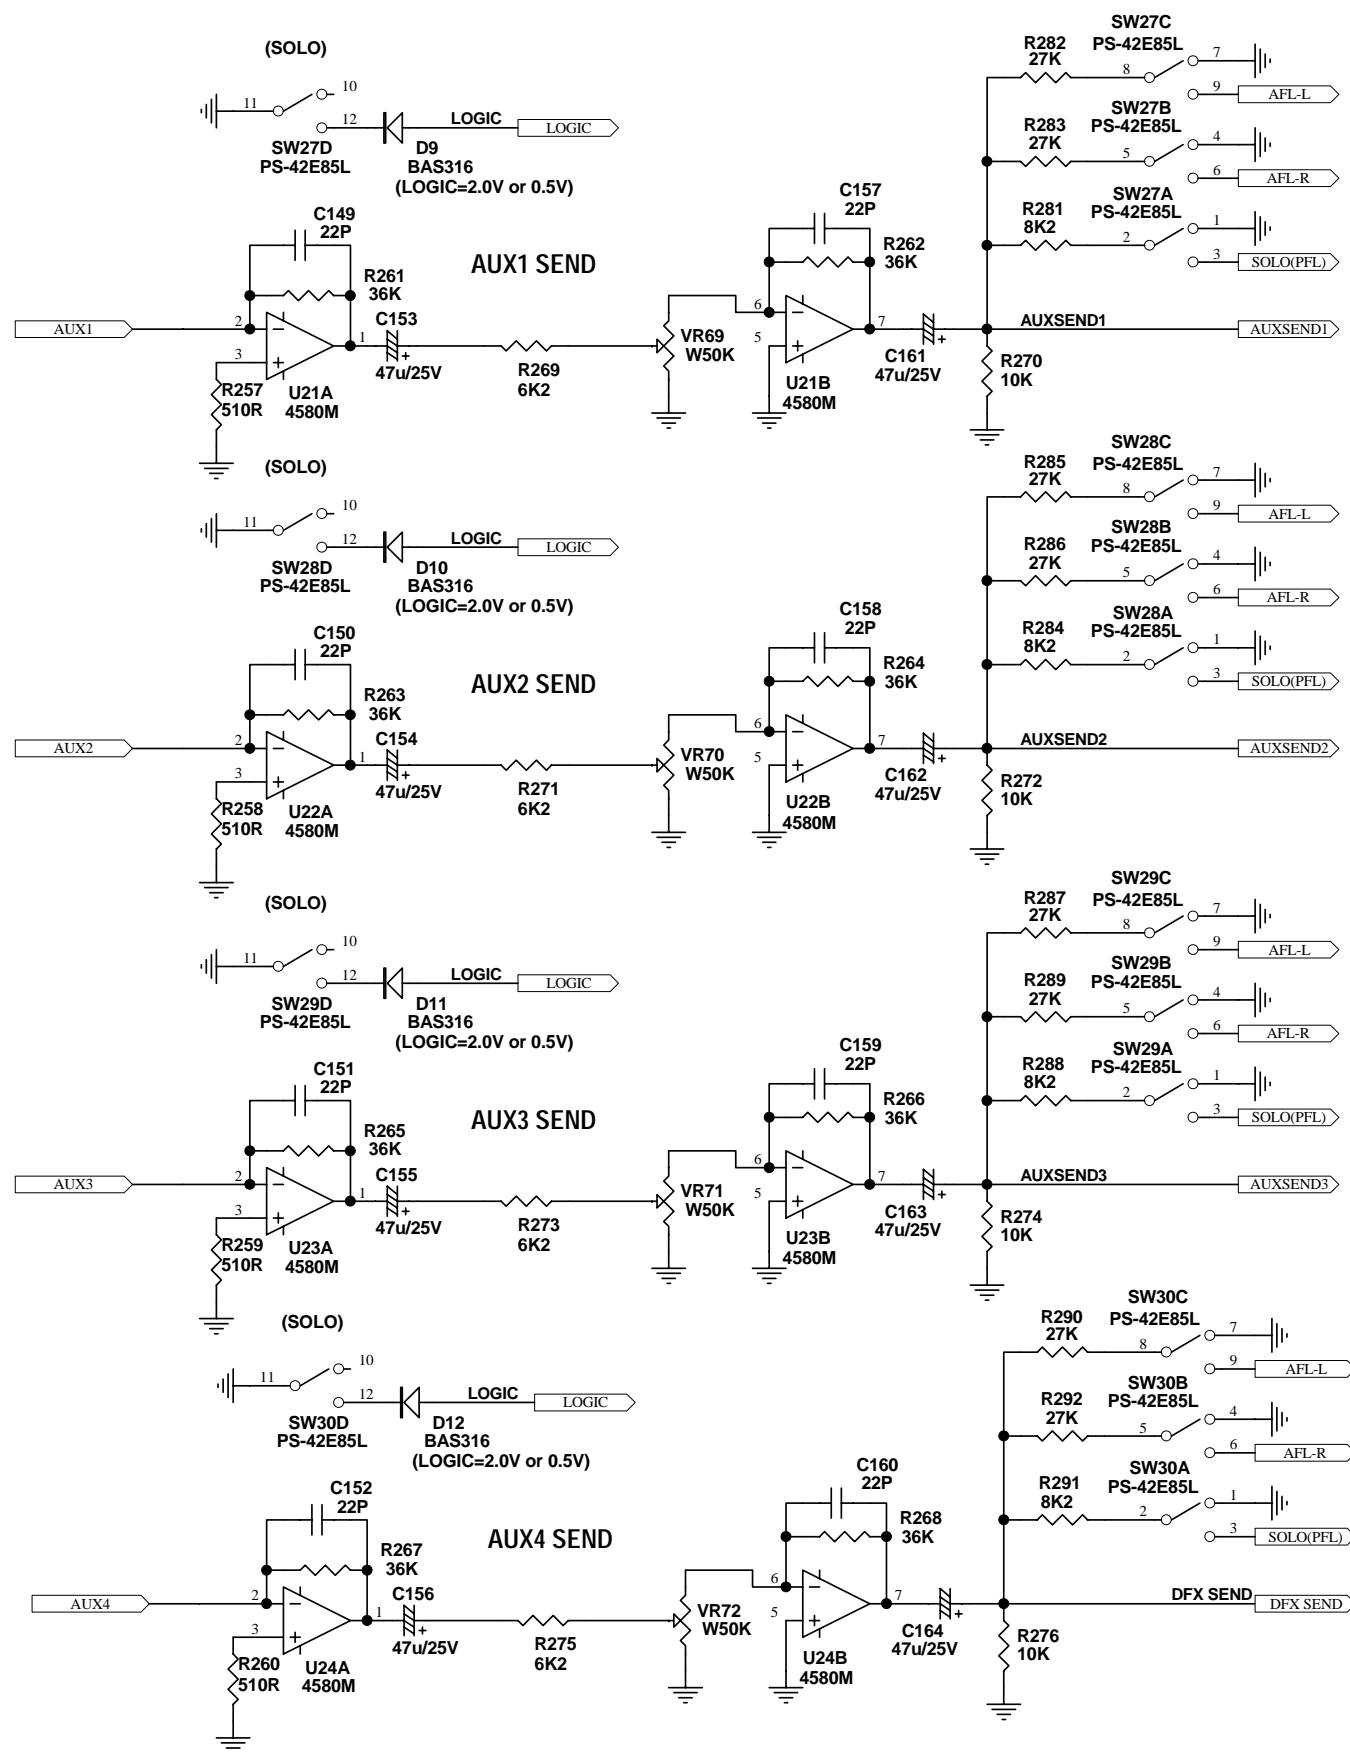 (SOLO)
11
10
12
LOGIC
LOGIC
SW27D
PS-42E85L
D9
BAS316
(LOGIC=2.0V or 0.5V)
SW27C
PS-42E85L
R282
27K
8
7
9
AFL-L
SW27B
PS-42E85L
R283
27K
5
4
6
AFL-R
SW27A
PS-42E85L
R281
8K2
2
1
3
SOLO(PFL)
C149
22P
R261
36K
AUX1 SEND
C157
22P
R262
36K
AUX1
2
3
1
C153
47u/25V
R257
510R
U21A
4580M
R269
6K2
VR69
W50K
6
5
7
U21B
4580M
C161
47u/25V
AUXSEND1
AUXSEND1
R270
10K
(SOLO)
11
10
12
LOGIC
LOGIC
SW28D
PS-42E85L
D10
BAS316
(LOGIC=2.0V or 0.5V)
SW28C
PS-42E85L
R285
27K
8
7
9
AFL-L
SW28B
PS-42E85L
R286
27K
5
4
6
AFL-R
SW28A
PS-42E85L
R284
8K2
2
1
3
SOLO(PFL)
C150
22P
R263
36K
AUX2 SEND
C158
22P
R264
36K
AUX2
2
3
1
C154
47u/25V
R258
510R
U22A
4580M
R271
6K2
VR70
W50K
6
5
7
U22B
4580M
C162
47u/25V
AUXSEND2
AUXSEND2
R272
10K
(SOLO)
11
10
12
LOGIC
LOGIC
SW29D
PS-42E85L
D11
BAS316
(LOGIC=2.0V or 0.5V)
SW29C
PS-42E85L
R287
27K
8
7
9
AFL-L
SW29B
PS-42E85L
R289
27K
5
4
6
AFL-R
SW29A
PS-42E85L
R288
8K2
2
1
3
SOLO(PFL)
C151
22P
R265
36K
AUX3 SEND
C159
22P
R266
36K
AUX3
2
3
1
C155
47u/25V
R259
510R
U23A
4580M
R273
6K2
VR71
W50K
6
5
7
U23B
4580M
C163
47u/25V
AUXSEND3
AUXSEND3
R274
10K
(SOLO)
11
10
12
LOGIC
LOGIC
SW30D
PS-42E85L
D12
BAS316
(LOGIC=2.0V or 0.5V)
SW30C
PS-42E85L
R290
27K
8
7
9
AFL-L
SW30B
PS-42E85L
R292
27K
5
4
6
AFL-R
SW30A
PS-42E85L
R291
8K2
2
1
3
SOLO(PFL)
C152
22P
R267
36K
AUX4 SEND
C160
22P
R268
36K
AUX4
2
3
1
C156
47u/25V
R260
510R
U24A
4580M
R275
6K2
VR72
W50K
6
5
7
U24B
4580M
C164
47u/25V
DFX SEND
DFX SEND
R276
10K